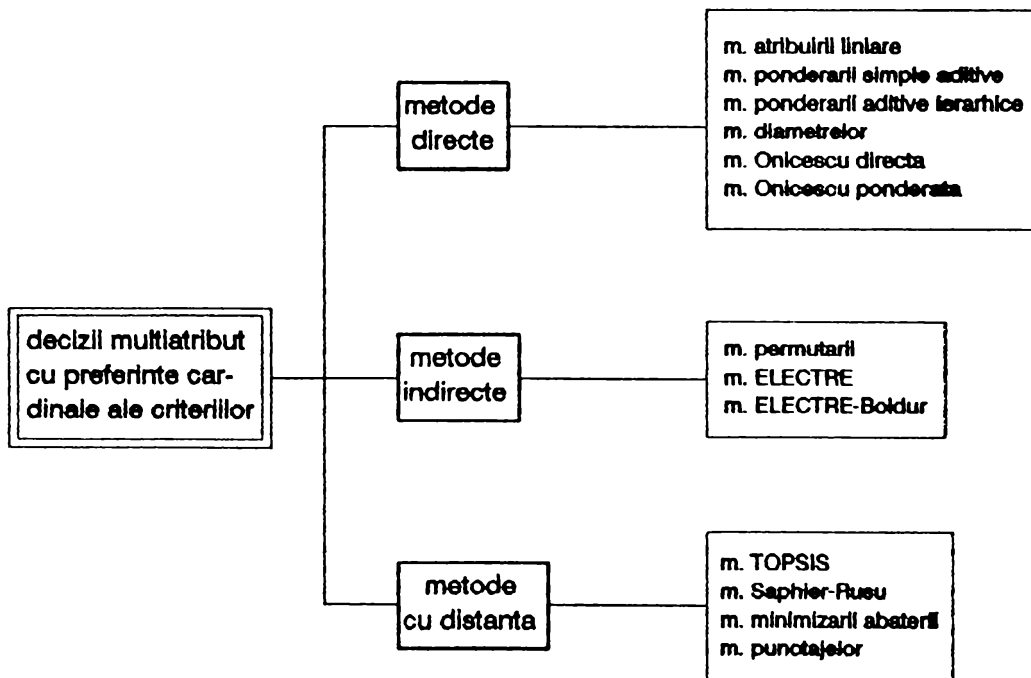 decizii multiatribut
cu preferinte car-
dinale ale criteriilor
metode
directe
m. atribuirii liniare
m. ponderarii simple aditive
m. ponderarii aditive ierarhice
m. diametrelor
m. Onicescu directa
m. Onicescu ponderata
metode
indirecte
m. permutarii
m. ELECTRE
m. ELECTRE-Boldur
metode
cu distanta
m. TOPSIS
m. Saphier-Rusu
m. minimizarii abaterii
m. punctajelor